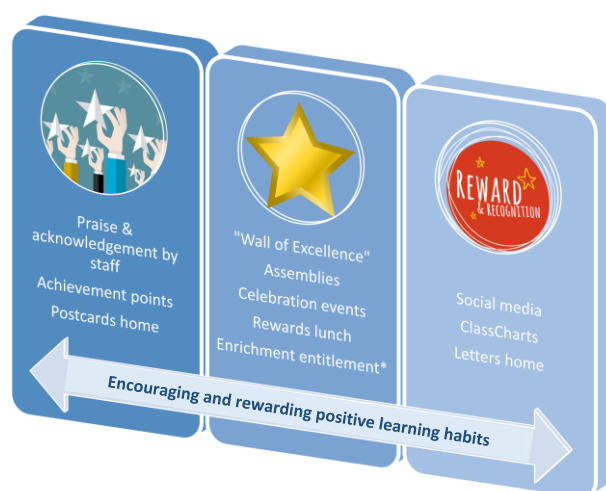 Praise &
acknowledgement by
staff
Achievement points
Postcards home
"Wall of Excellence"
Assemblies
Celebration events
Rewards lunch
Enrichment entitlement*
REWARD
& RECOGNITION
Social media
ClassCharts
Letters home
Encouraging and rewarding positive learning habits